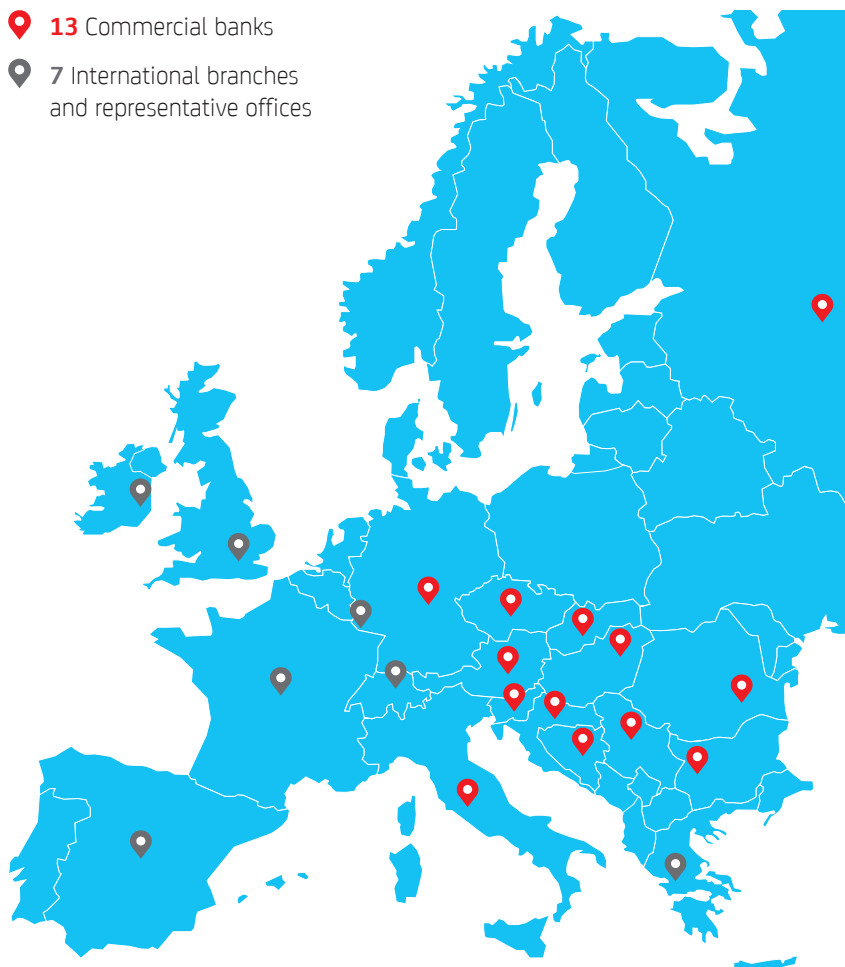 13 Commercial banks
7 International branches
and representative offices